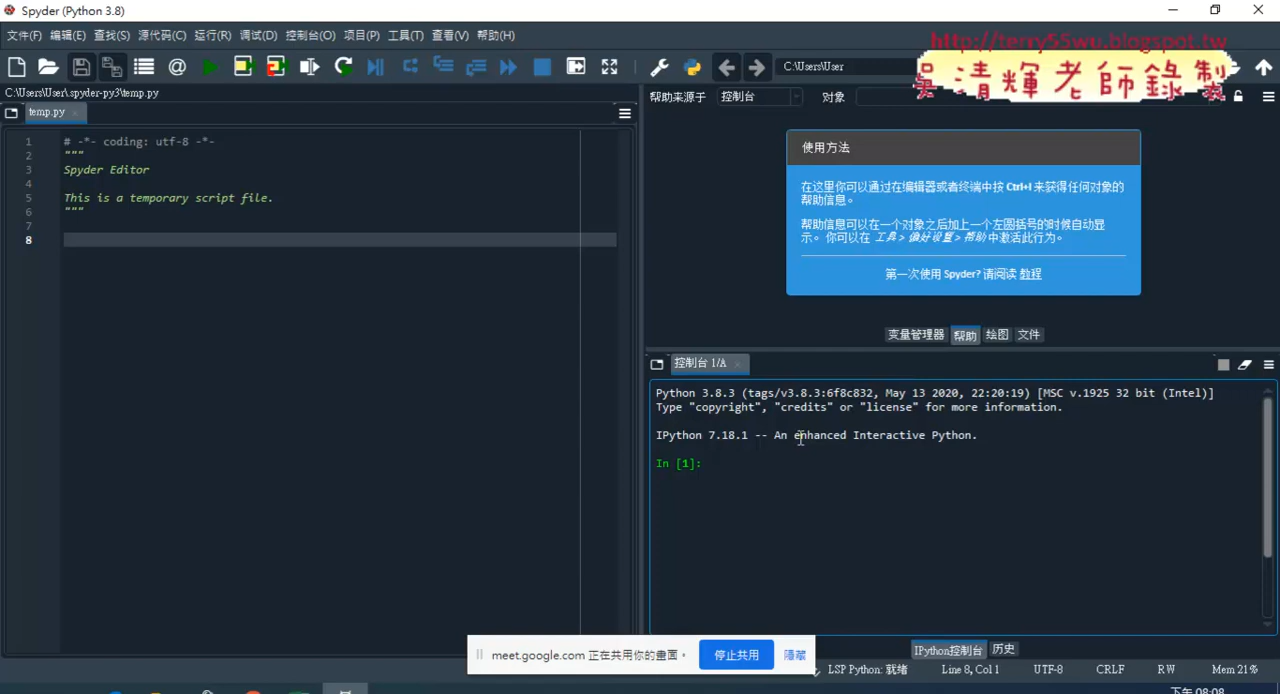 Spyder (Python 3.8)
文件(F) 编辑(E) 查找(S) 源代码(C) 运行(R) 调试(D) 控制台(O) 项目(P) 工具(T) 查看(V) 帮助(H)
http://terry55wu.blogspot.tw
吳清輝老師錄製
C:\Users\User
C:\Users\User\.spyder-py3\temp.py
帮助来源于 控制台 对象
temp.py
1 # -*- coding: utf-8 -*-
2 """
3 Spyder Editor
4
5 This is a temporary script file.
6 """
7
8
使用方法
在这里你可以通过在编辑器或者终端中按 Ctrl+I 来获得任何对象的
帮助信息。
帮助信息可以在一个对象之后加上一个左圆括号的时候自动显
示。 你可以在 工具 > 偏好设置 > 帮助 中激活此行为。
第一次使用 Spyder? 请阅读 教程
变量管理器 帮助 绘图 文件
控制台 1/A
Python 3.8.3 (tags/v3.8.3:6f8c832, May 13 2020, 22:20:19) [MSC v.1925 32 bit (Intel)]
Type "copyright", "credits" or "license" for more information.
IPython 7.18.1 -- An enhanced Interactive Python.
In [1]:
meet.google.com 正在共用你的畫面。 停止共用 隱藏
IPython控制台 历史
LSP Python: 就绪 Line 8, Col 1 UTF-8 CRLF RW Mem 21%
下午 08:08